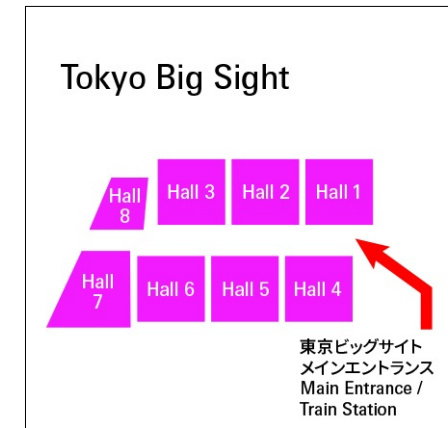 Tokyo Big Sight
Hall 3
Hall 2
Hall 1
Hall
8
Hall
7
Hall 6
Hall 5
Hall 4
東京ビッグサイト
メインエントランス
Main Entrance /
Train Station